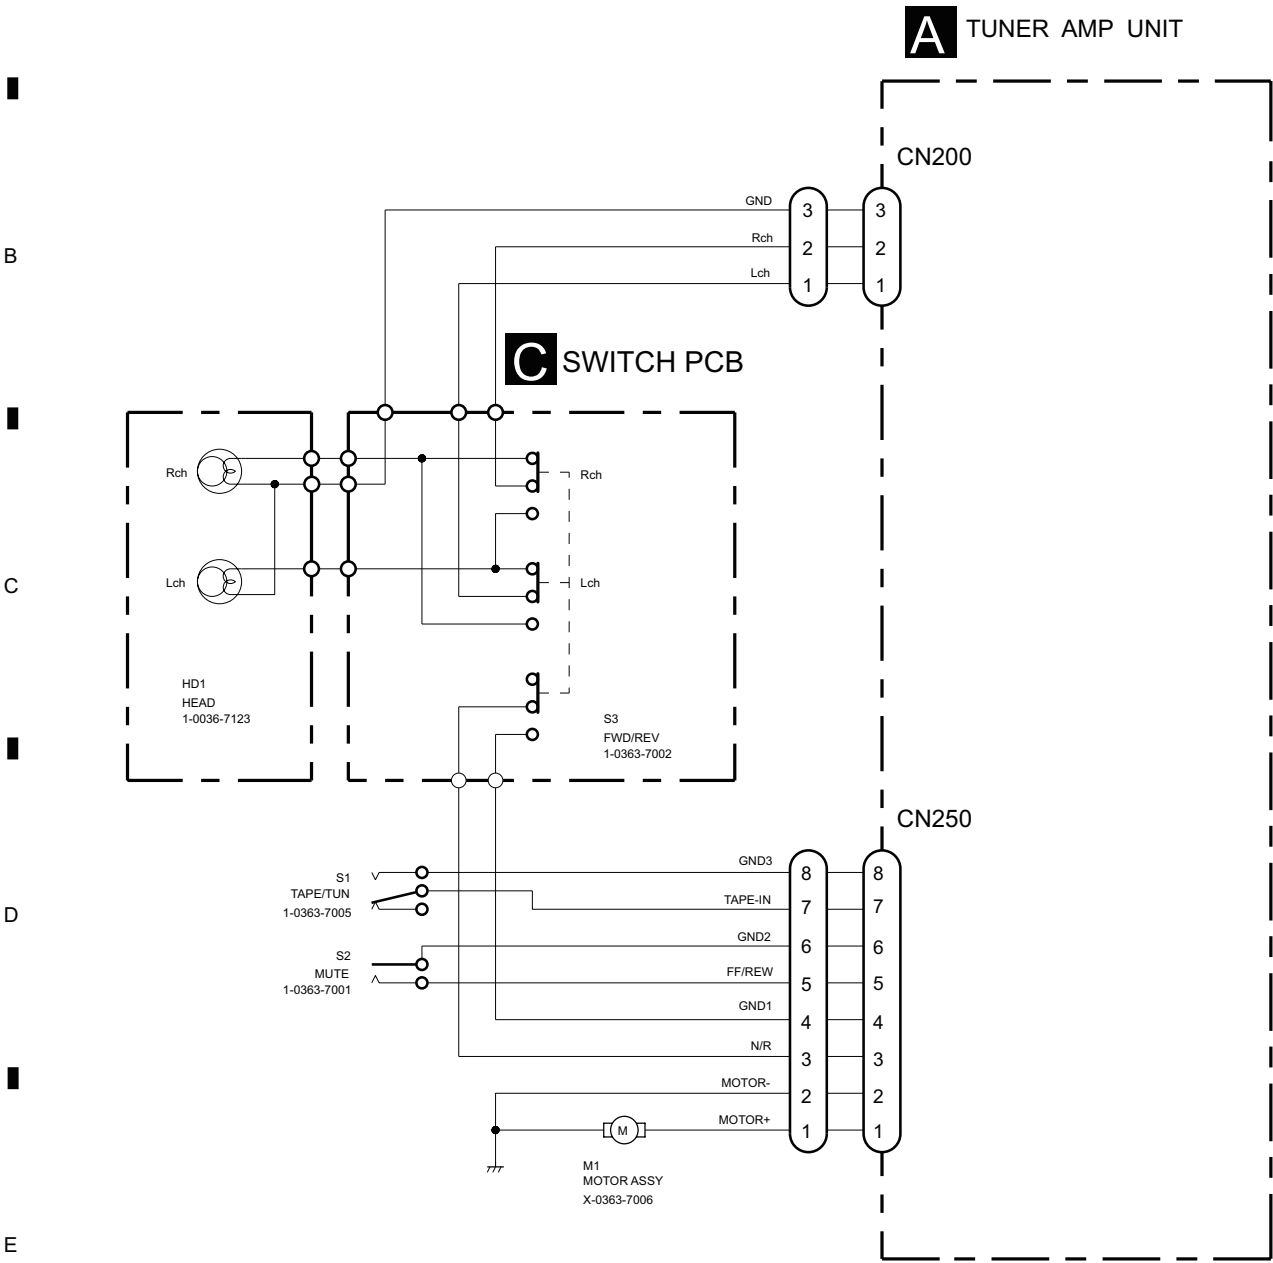 A TUNER AMP UNIT
CN200
GND 3 3
B
Rch 2 2
Lch 1 1
C SWITCH PCB
Rch
Rch
C
Lch
Lch
HD1
HEAD
1-0036-7123
S3
FWD/REV
1-0363-7002
CN250
GND3 8 8
S1
TAPE/TUN
1-0363-7005
TAPE-IN 7 7
D
GND2 6 6
S2
MUTE
1-0363-7001
FF/REW 5 5
GND1 4 4
N/R 3 3
MOTOR- 2 2
MOTOR+ 1 1
M
M1
MOTOR ASSY
X-0363-7006
E